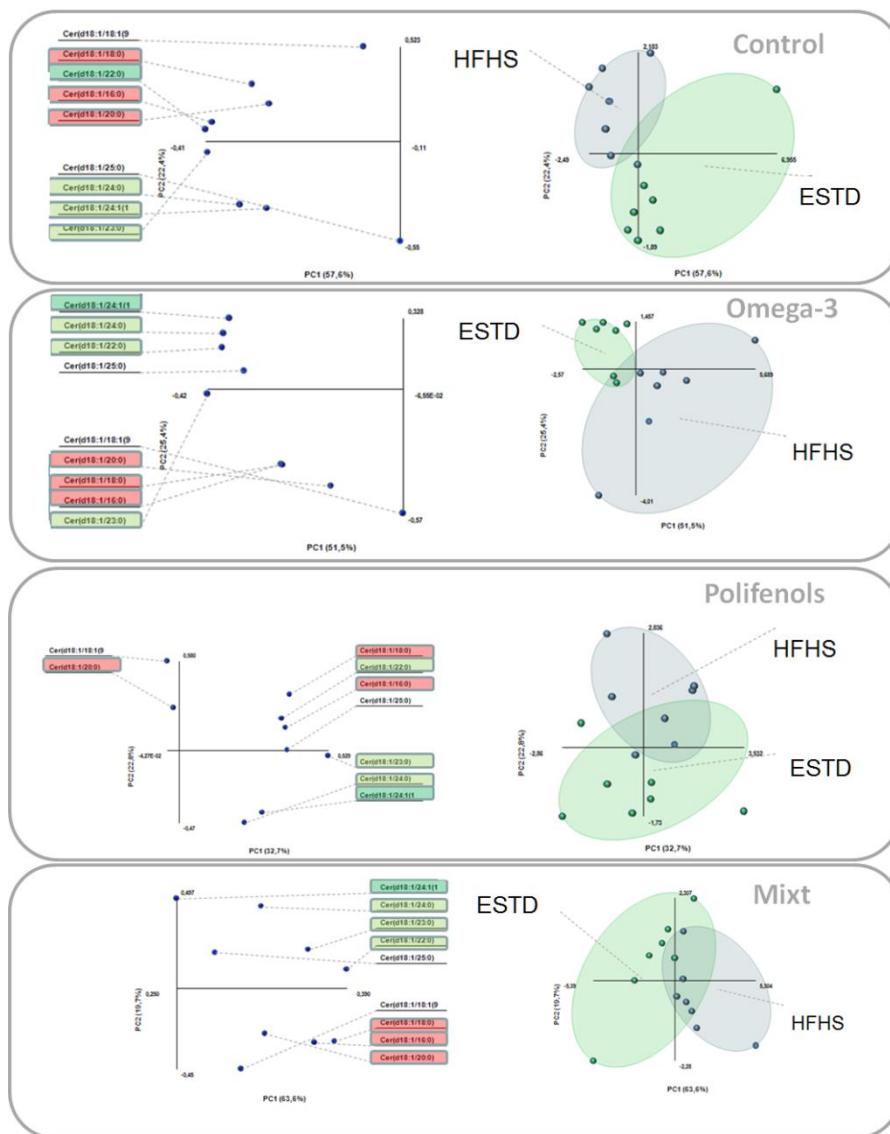 Control
Cer(d18:1/18:1(9
Cer(d18:1/18:0)
Cer(d18:1/22:0)
Cer(d18:1/16:0)
Cer(d18:1/20:0)
Cer(d18:1/25:0)
Cer(d18:1/24:0)
Cer(d18:1/24:1(1
Cer(d18:1/23:0)
0,523
-0,41
-0,11
-0,55
PC2 (22,4%)
PC1 (57,6%)
HFHS
ESTD
2,183
-2,49
6,955
-1,89
PC2 (22,4%)
PC1 (57,6%)
Omega-3
Cer(d18:1/24:1(1
Cer(d18:1/24:0)
Cer(d18:1/22:0)
Cer(d18:1/25:0)
Cer(d18:1/18:1(9
Cer(d18:1/20:0)
Cer(d18:1/18:0)
Cer(d18:1/16:0)
Cer(d18:1/23:0)
0,328
-0,42
-6,55E-02
-0,57
PC2 (25,4%)
PC1 (51,5%)
ESTD
HFHS
1,457
-2,57
5,689
-4,01
PC2 (25,4%)
PC1 (51,5%)
Polifenols
Cer(d18:1/18:1(9
Cer(d18:1/20:0)
Cer(d18:1/18:0)
Cer(d18:1/22:0)
Cer(d18:1/16:0)
Cer(d18:1/25:0)
Cer(d18:1/23:0)
Cer(d18:1/24:0)
Cer(d18:1/24:1(1
-4,27E-02
-0,47
PC2 (22,8%)
PC1 (32,7%)
HFHS
ESTD
2,836
-2,86
3,532
-1,73
PC2 (22,8%)
PC1 (32,7%)
Mixt
Cer(d18:1/24:1(1
Cer(d18:1/24:0)
Cer(d18:1/23:0)
Cer(d18:1/22:0)
Cer(d18:1/25:0)
Cer(d18:1/18:1(9
Cer(d18:1/18:0)
Cer(d18:1/16:0)
Cer(d18:1/20:0)
0,457
0,250
0,390
-0,45
PC2 (19,7%)
PC1 (63,6%)
ESTD
HFHS
2,307
5,304
-2,28
PC2 (19,7%)
PC1 (63,6%)